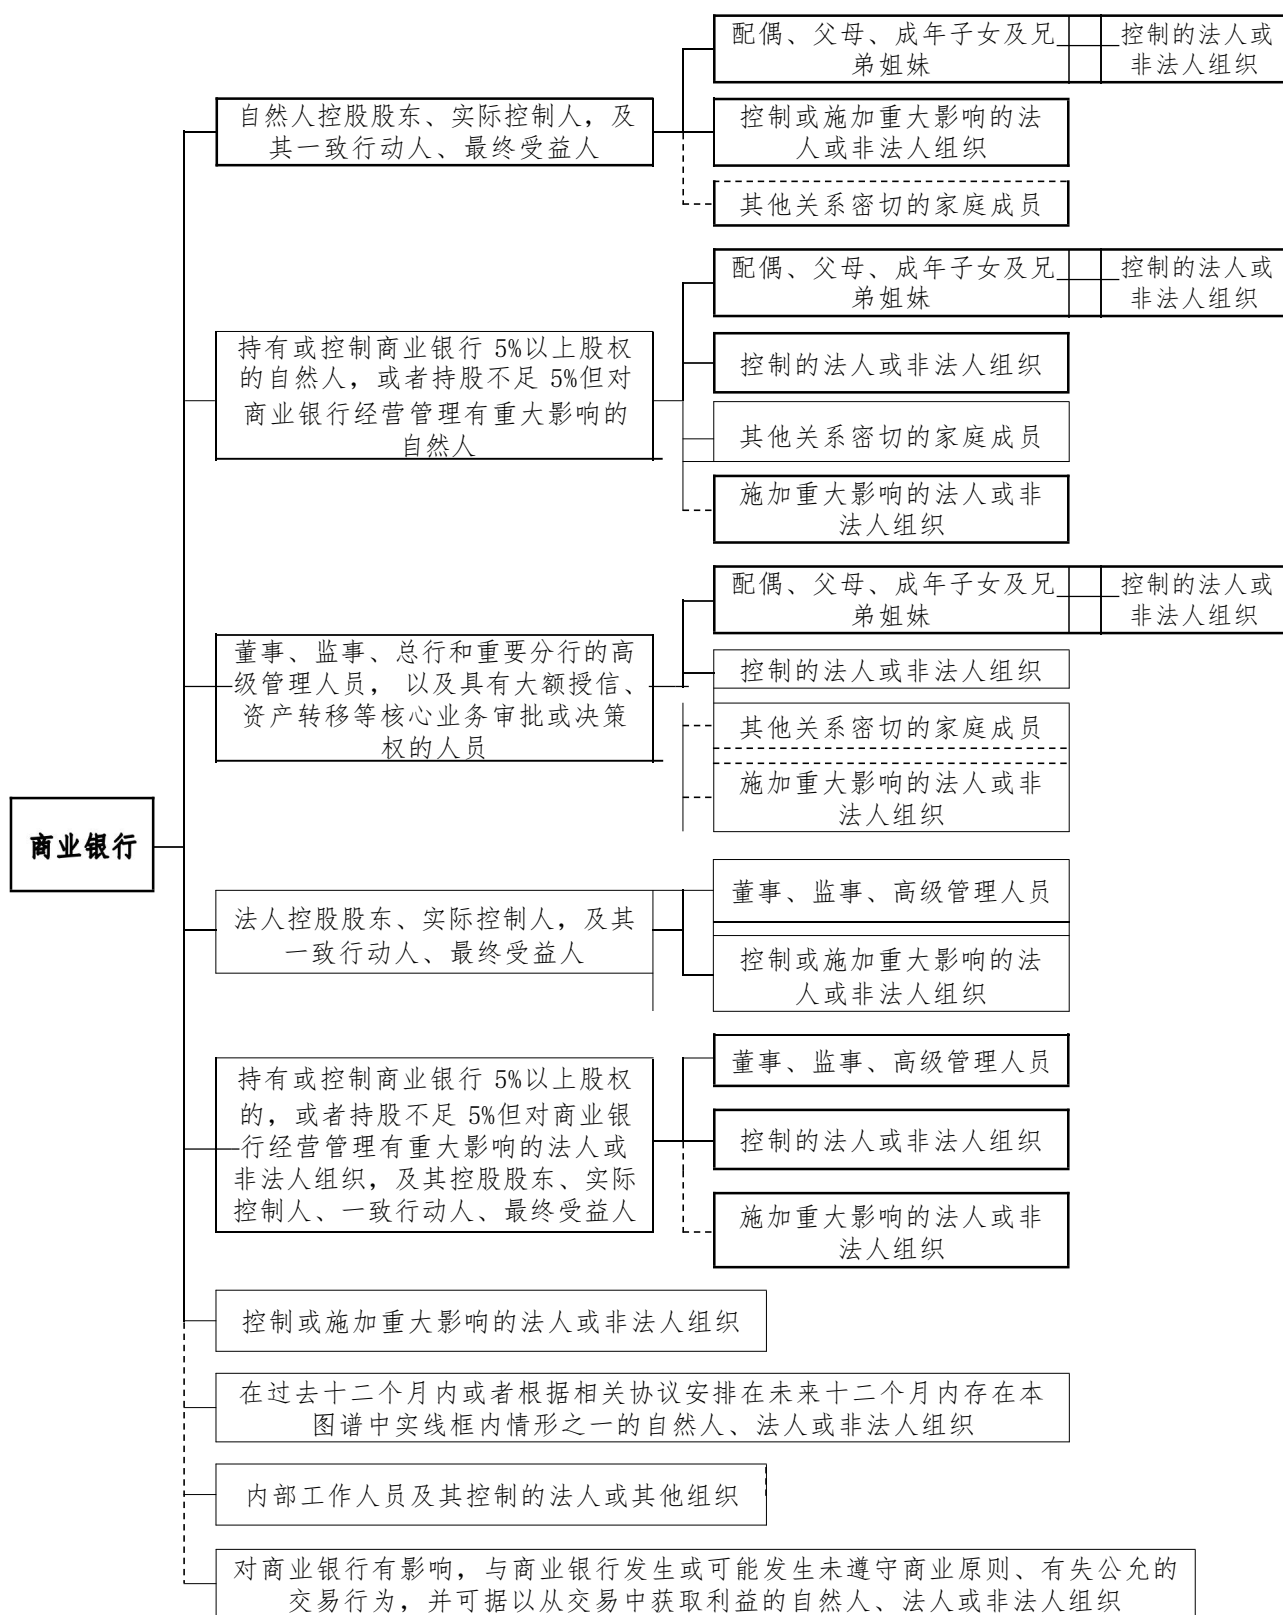 配偶、父母、成年子女及兄
弟姐妹
控制的法人或
非法人组织
自然人控股股东、实际控制人，及
其一致行动人、最终受益人
控制或施加重大影响的法
人或非法人组织
其他关系密切的家庭成员
配偶、父母、成年子女及兄
弟姐妹
控制的法人或
非法人组织
持有或控制商业银行 5%以上股权
的自然人，或者持股不足 5%但对
商业银行经营管理有重大影响的
自然人
控制的法人或非法人组织
其他关系密切的家庭成员
施加重大影响的法人或非
法人组织
配偶、父母、成年子女及兄
弟姐妹
控制的法人或
非法人组织
董事、监事、总行和重要分行的高
级管理人员， 以及具有大额授信、
资产转移等核心业务审批或决策
权的人员
控制的法人或非法人组织
其他关系密切的家庭成员
施加重大影响的法人或非
法人组织
商业银行
法人控股股东、实际控制人，及其
一致行动人、最终受益人
董事、监事、高级管理人员
控制或施加重大影响的法
人或非法人组织
持有或控制商业银行 5%以上股权
的，或者持股不足 5%但对商业银
行经营管理有重大影响的法人或
非法人组织，及其控股股东、实际
控制人、一致行动人、最终受益人
董事、监事、高级管理人员
控制的法人或非法人组织
施加重大影响的法人或非
法人组织
控制或施加重大影响的法人或非法人组织
在过去十二个月内或者根据相关协议安排在未来十二个月内存在本
图谱中实线框内情形之一的自然人、法人或非法人组织
内部工作人员及其控制的法人或其他组织
对商业银行有影响，与商业银行发生或可能发生未遵守商业原则、有失公允的
交易行为，并可据以从交易中获取利益的自然人、法人或非法人组织